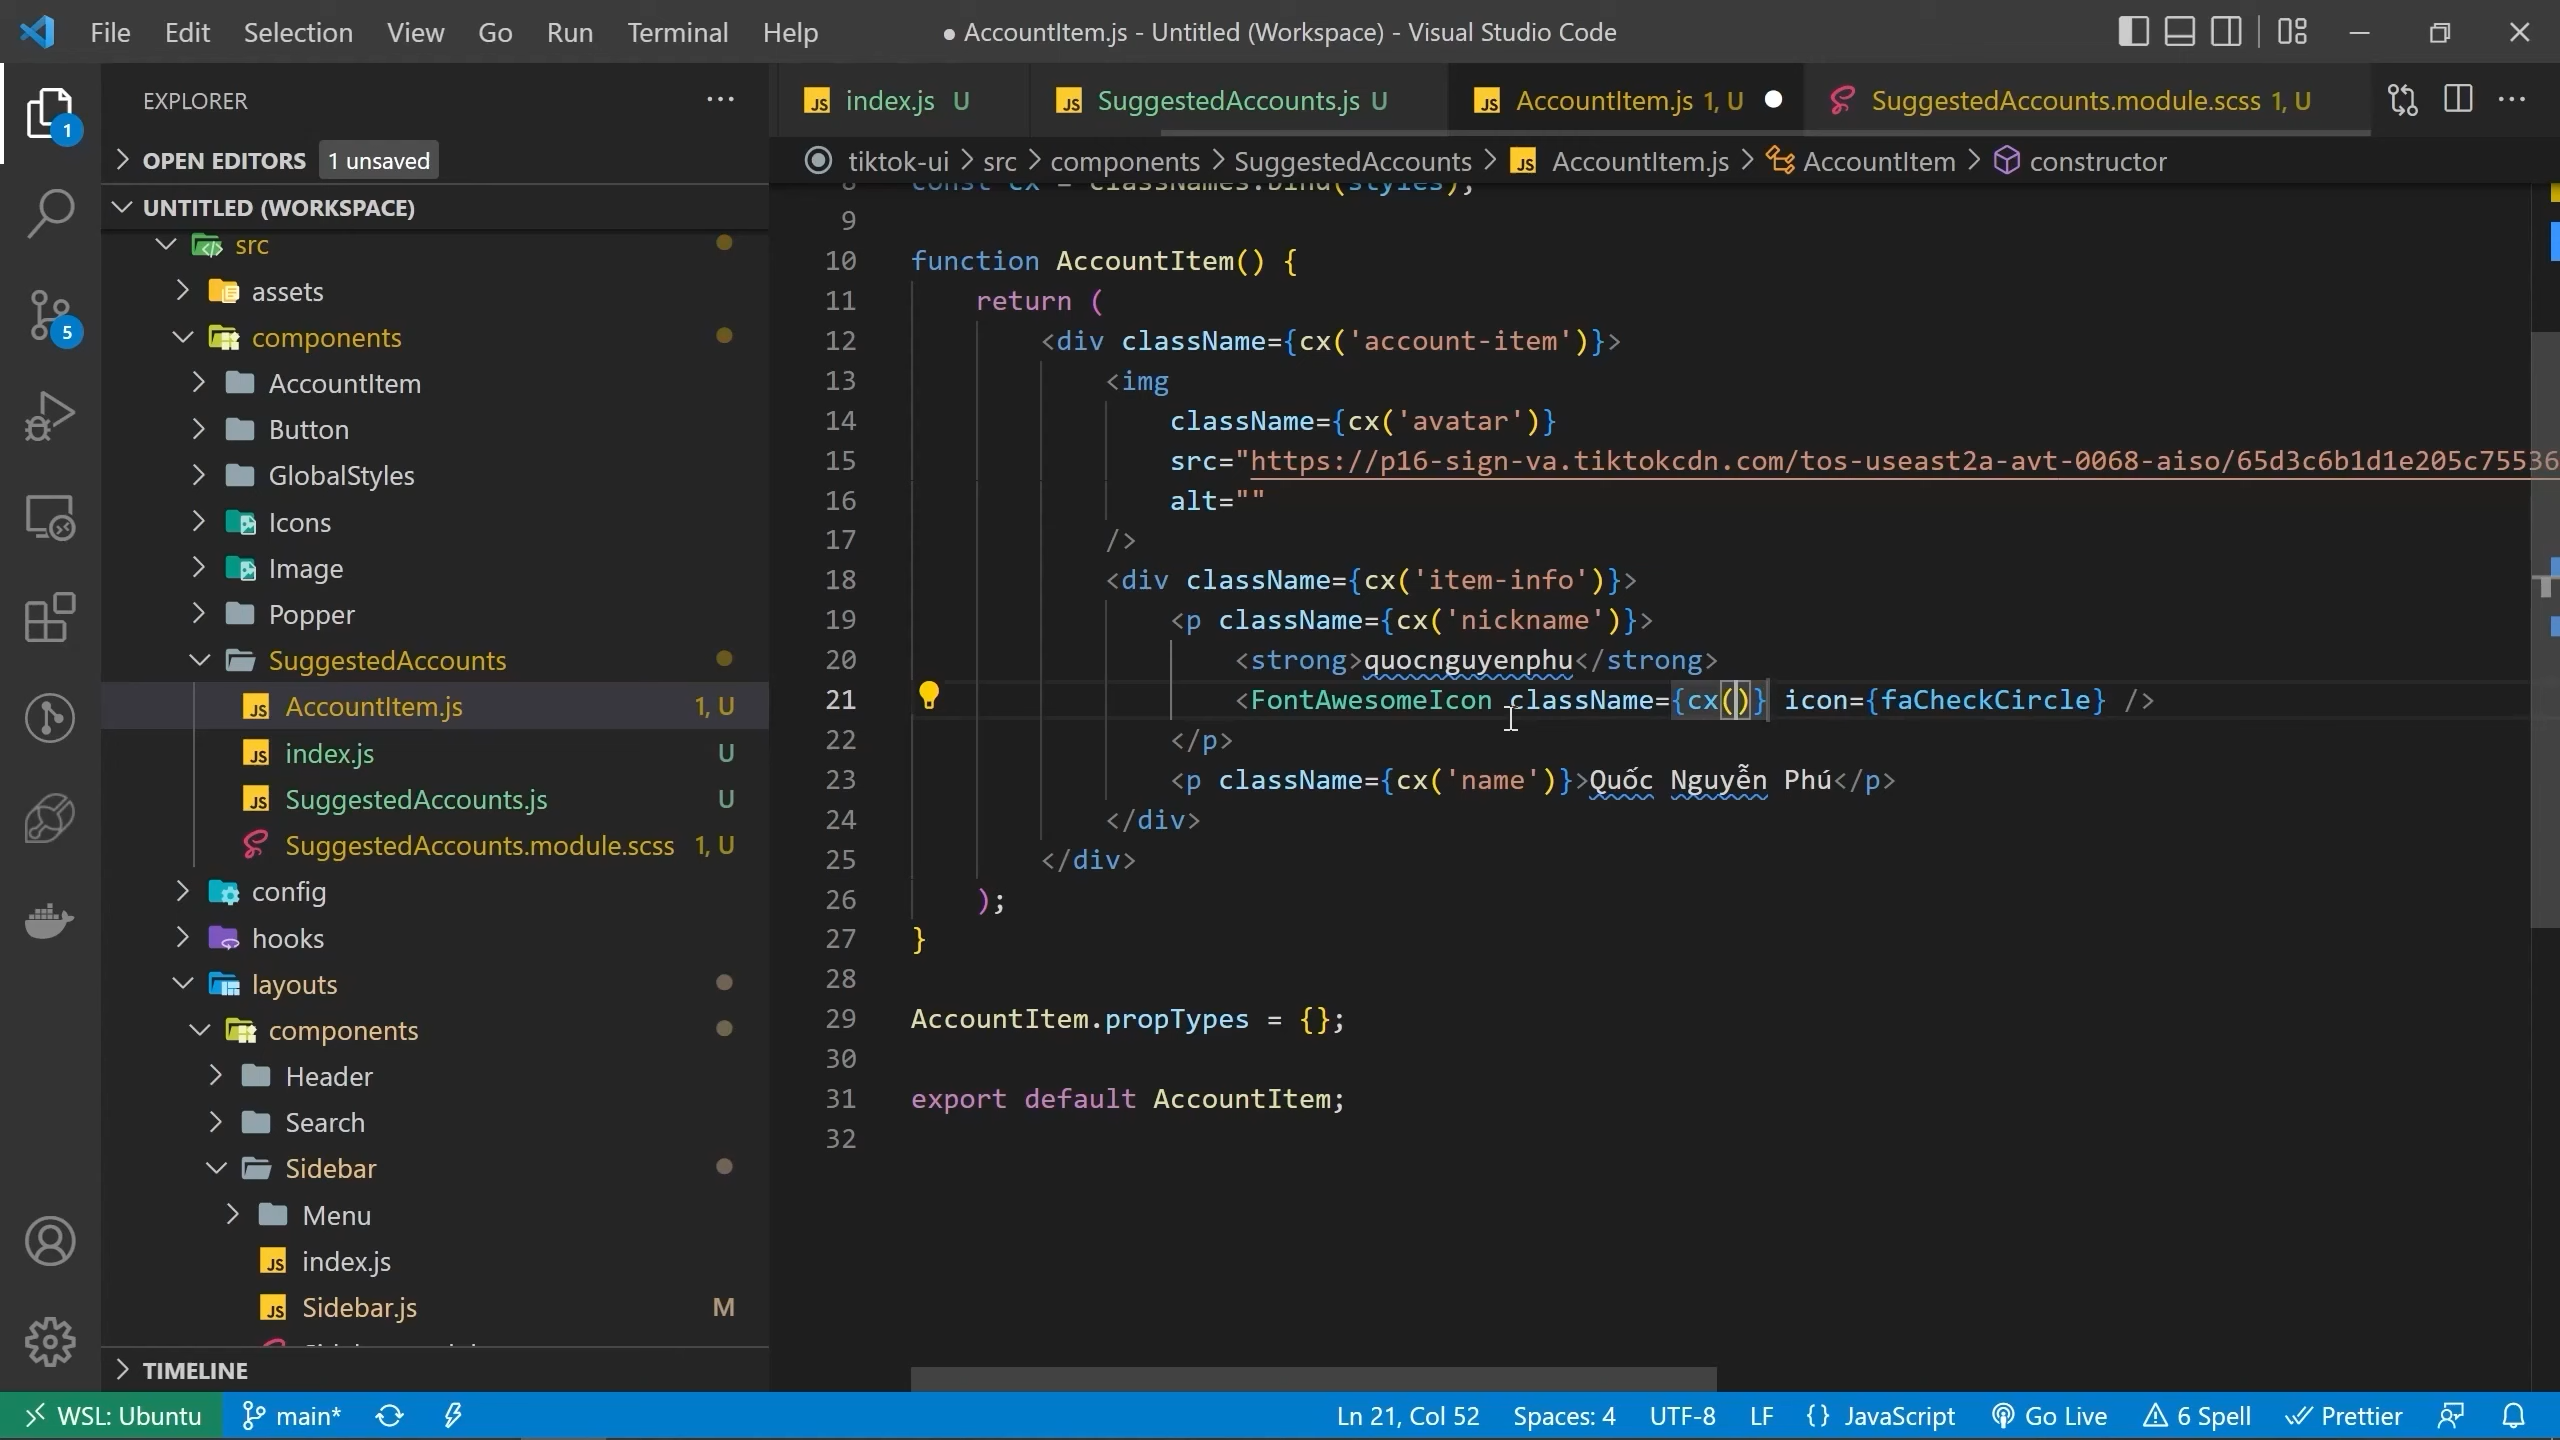 File Edit Selection View Go Run Terminal Help
● AccountItem.js - Untitled (Workspace) - Visual Studio Code
EXPLORER
index.js U
SuggestedAccounts.js U
AccountItem.js 1, U
SuggestedAccounts.module.scss 1, U
OPEN EDITORS 1 unsaved
tiktok-ui > src > components > SuggestedAccounts > AccountItem.js > AccountItem > constructor
UNTITLED (WORKSPACE)
src
assets
components
AccountItem
Button
GlobalStyles
Icons
Image
Popper
SuggestedAccounts
AccountItem.js 1, U
index.js U
SuggestedAccounts.js U
SuggestedAccounts.module.scss 1, U
config
hooks
layouts
components
Header
Search
Sidebar
Menu
index.js
Sidebar.js M
TIMELINE
1
5
8 const cx = classNames.bind(styles);
9
10 function AccountItem() {
11 return (
12 <div className={cx('account-item')}>
13 <img
14 className={cx('avatar')}
15 src="https://p16-sign-va.tiktokcdn.com/tos-useast2a-avt-0068-aiso/65d3c6b1d1e205c75536
16 alt=""
17 />
18 <div className={cx('item-info')}>
19 <p className={cx('nickname')}>
20 <strong>quocnguyenphu</strong>
21 <FontAwesomeIcon className={cx()} icon={faCheckCircle} />
22 </p>
23 <p className={cx('name')}>Quốc Nguyễn Phú</p>
24 </div>
25 </div>
26 );
27 }
28
29 AccountItem.propTypes = {};
30
31 export default AccountItem;
32
WSL: Ubuntu main* Ln 21, Col 52 Spaces: 4 UTF-8 LF {} JavaScript Go Live 6 Spell Prettier